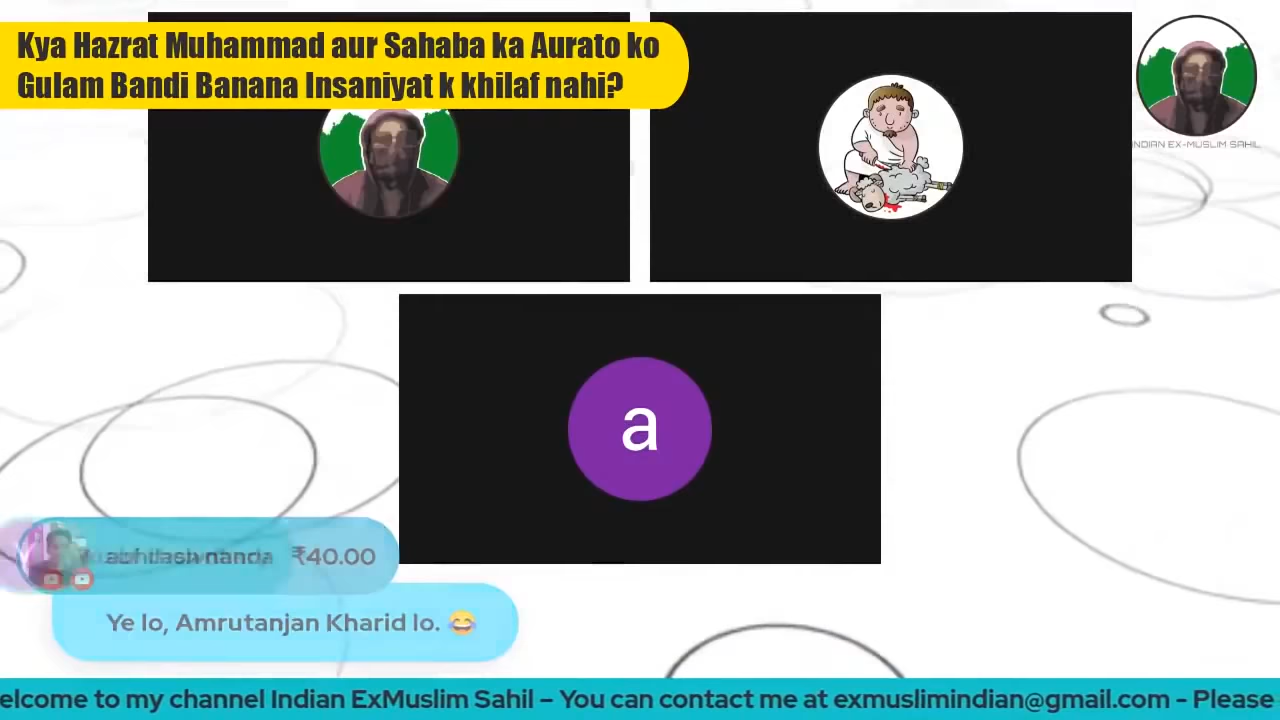 Kya Hazrat Muhammad aur Sahaba ka Aurato ko
Gulam Bandi Banana Insaniyat k khilaf nahi?
INDIAN EX-MUSLIM SAHIL
a
₹40.00
Ye lo, Amrutanjan Kharid lo. 😂
elcome to my channel Indian ExMuslim Sahil – You can contact me at exmuslimindian@gmail.com - Please